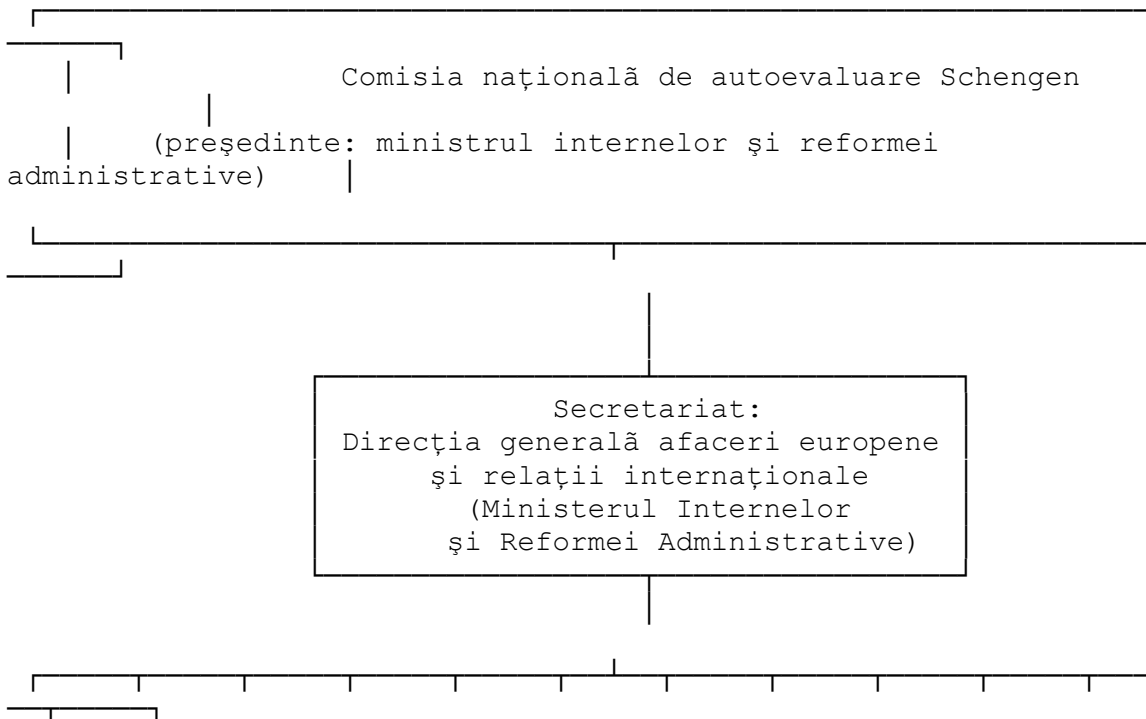 Comisia naţională de autoevaluare Schengen
(preşedinte: ministrul internelor şi reformei
administrative)
Secretariat:
Direcţia generalã afaceri europene
şi relaţii internaţionale
(Ministerul Internelor
şi Reformei Administrative)